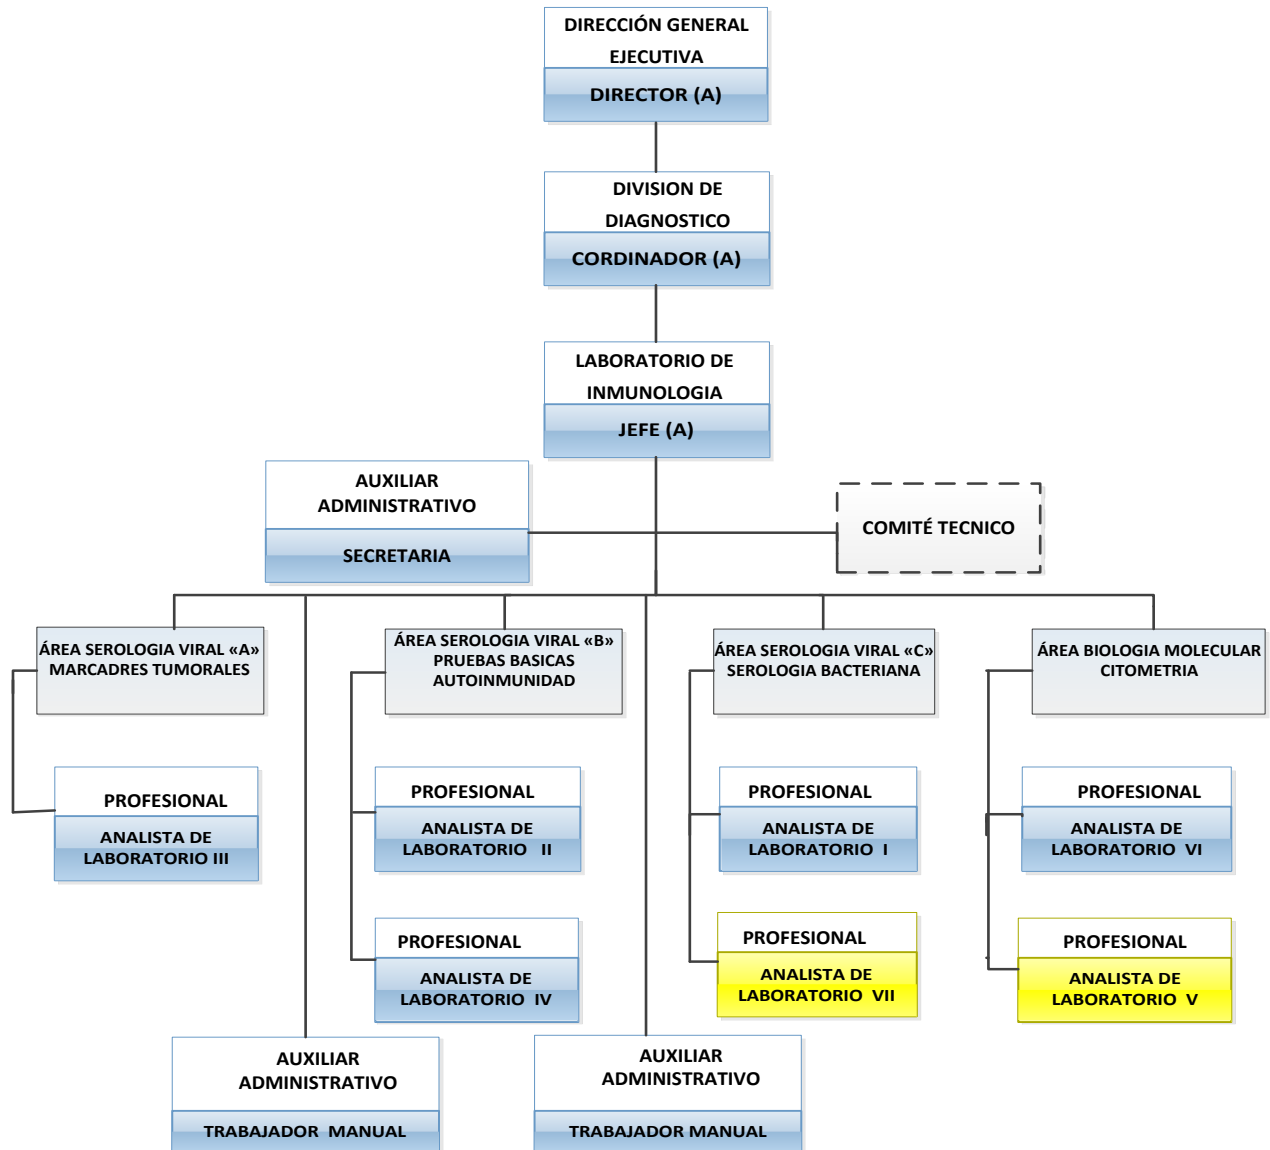 DIRECCIÓN GENERAL
EJECUTIVA
DIRECTOR (A)
DIVISION DE
DIAGNOSTICO
CORDINADOR (A)
LABORATORIO DE
INMUNOLOGIA
JEFE (A)
AUXILIAR
ADMINISTRATIVO
SECRETARIA
COMITÉ TECNICO
ÁREA SEROLOGIA VIRAL «A»
MARCADRES TUMORALES
ÁREA SEROLOGIA VIRAL «B»
PRUEBAS BASICAS
AUTOINMUNIDAD
ÁREA SEROLOGIA VIRAL «C»
SEROLOGIA BACTERIANA
ÁREA BIOLOGIA MOLECULAR
CITOMETRIA
PROFESIONAL
ANALISTA DE
LABORATORIO III
PROFESIONAL
ANALISTA DE
LABORATORIO II
PROFESIONAL
ANALISTA DE
LABORATORIO I
PROFESIONAL
ANALISTA DE
LABORATORIO VI
PROFESIONAL
ANALISTA DE
LABORATORIO IV
PROFESIONAL
ANALISTA DE
LABORATORIO VII
PROFESIONAL
ANALISTA DE
LABORATORIO V
AUXILIAR
ADMINISTRATIVO
TRABAJADOR MANUAL
AUXILIAR
ADMINISTRATIVO
TRABAJADOR MANUAL